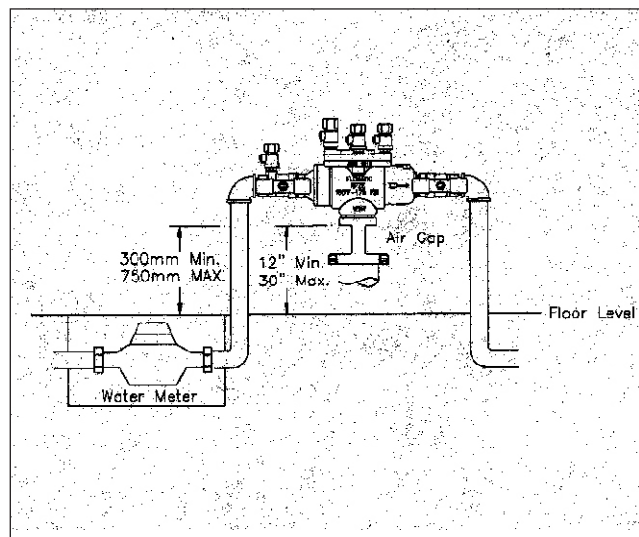 300mm Min.
750mm MAX.
12" Min.
30" Max.
Air Gap
Floor Level
Water Meter